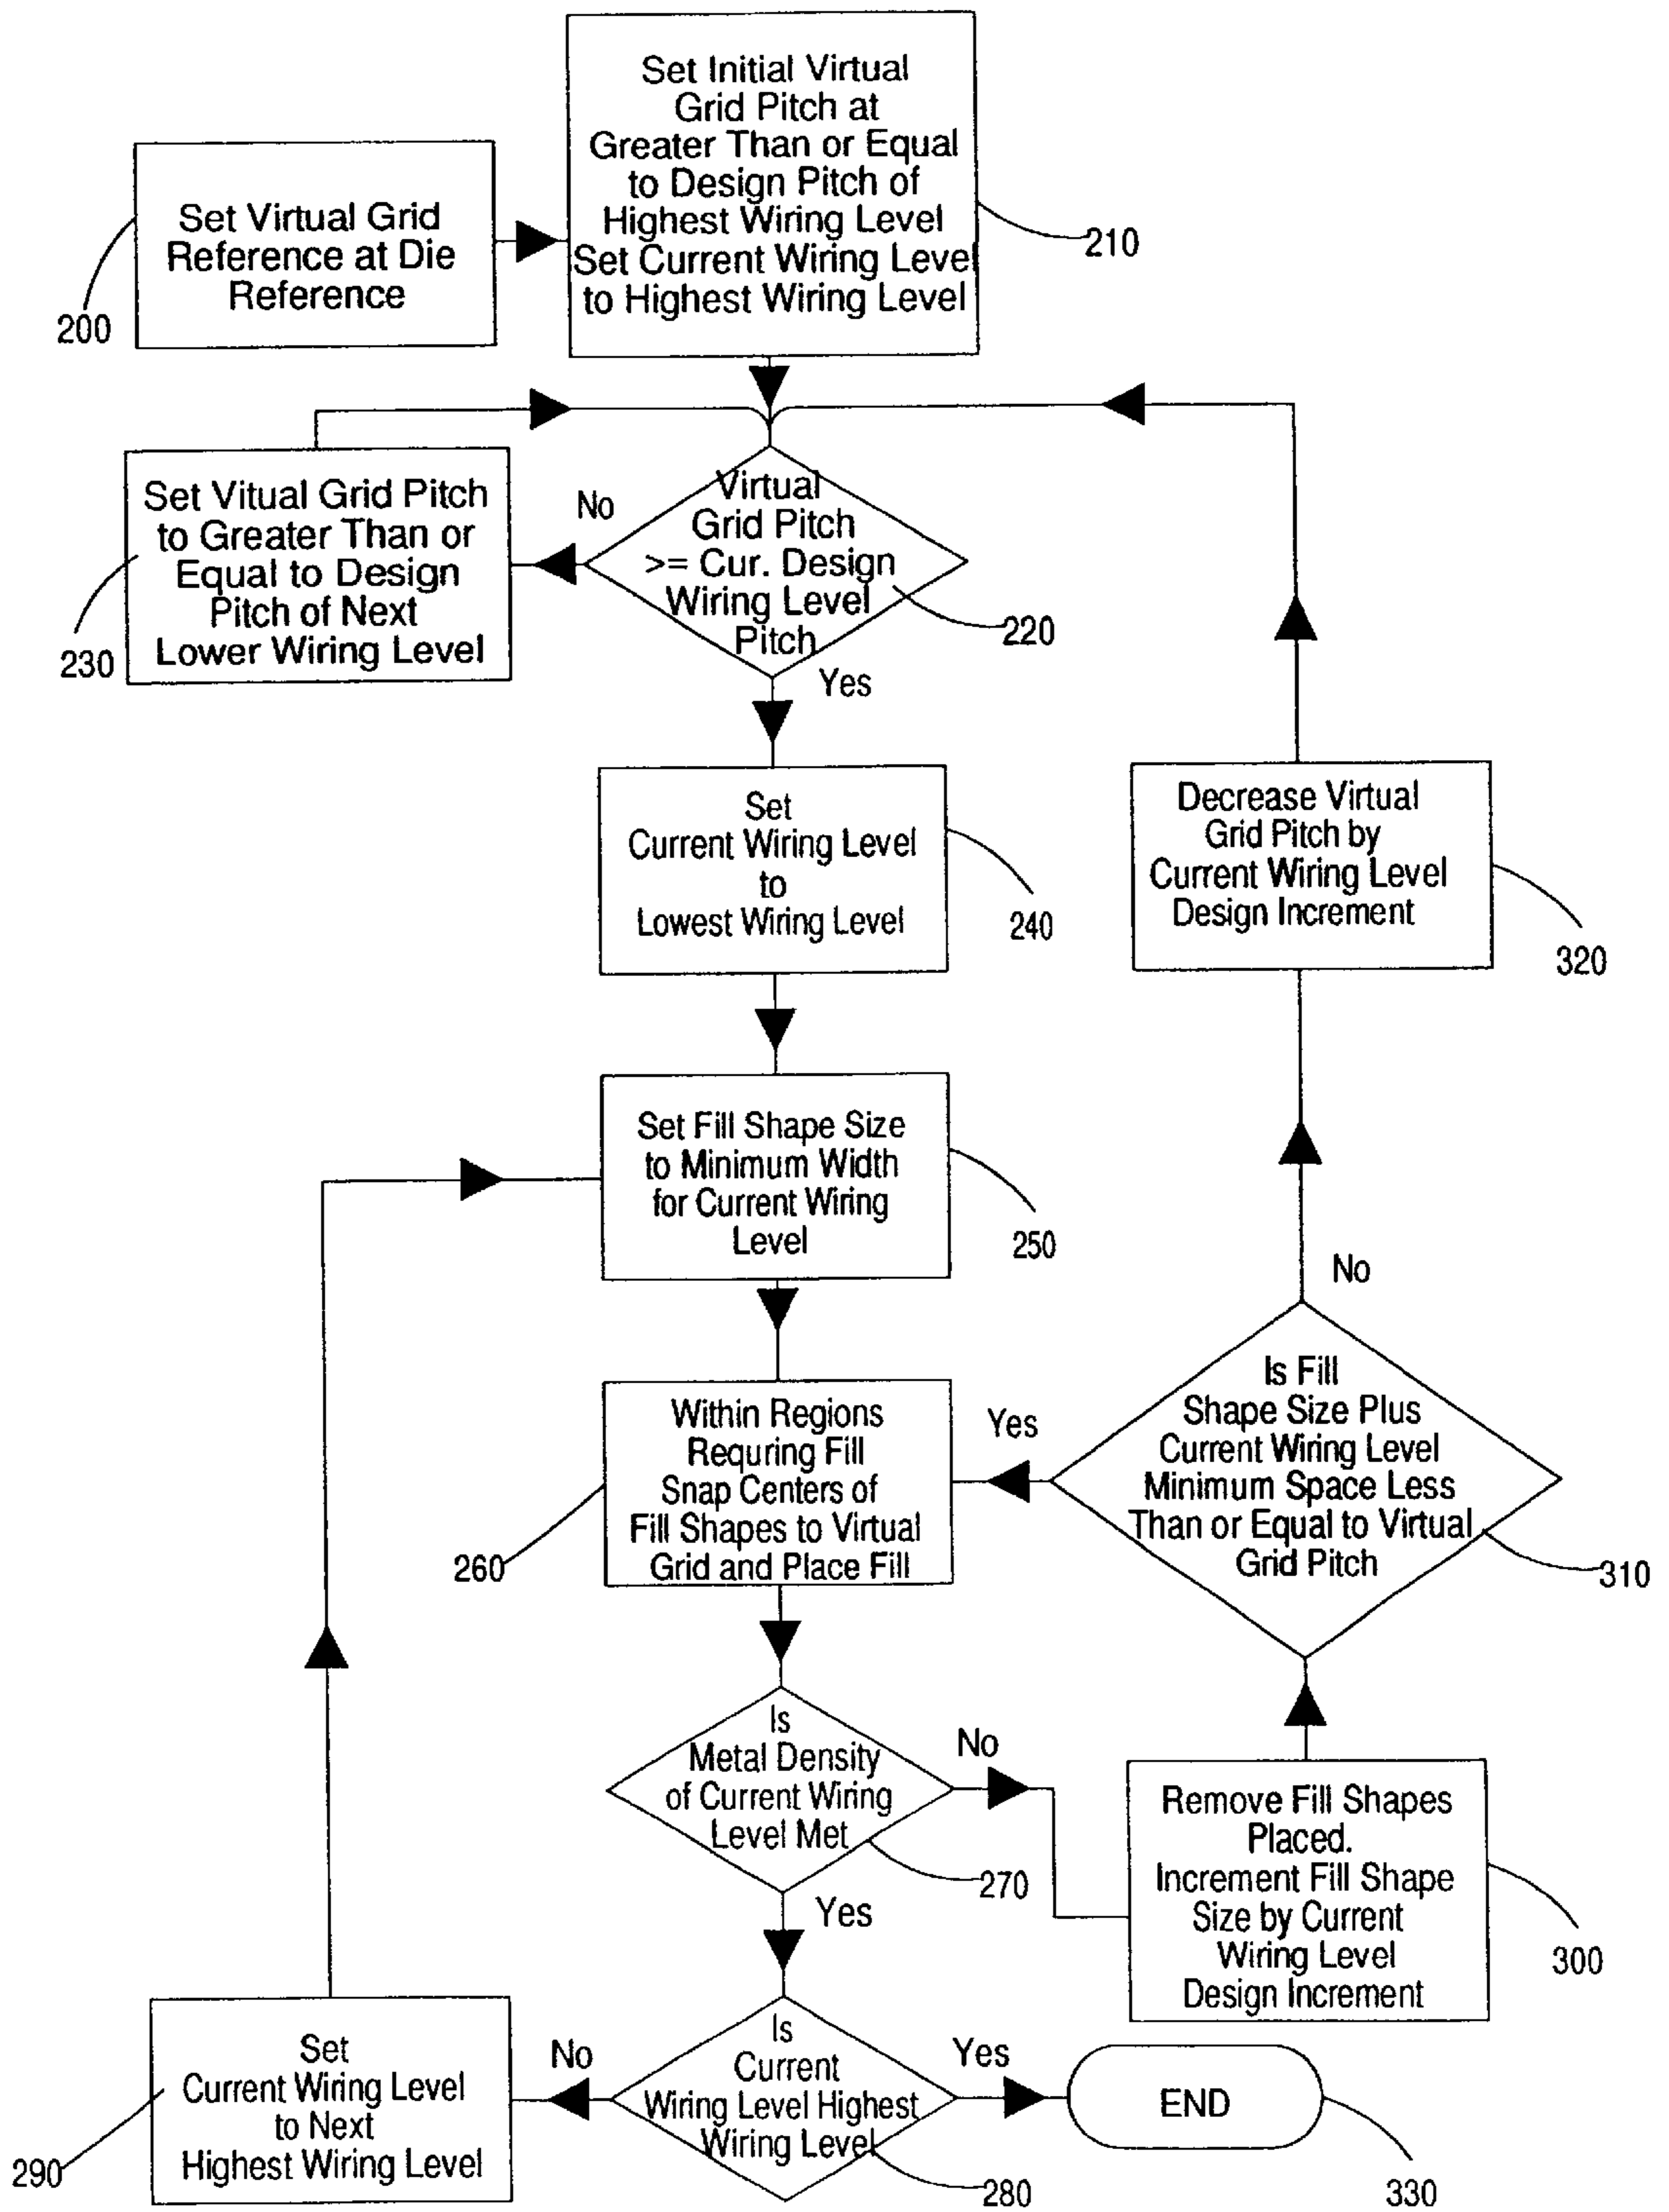 Set Initial Virtual
Grid Pitch at
Greater Than or Equal
to Design Pitch of
Highest Wiring Level
Set Current Wiring Level
to Highest Wiring Level
210
Set Virtual Grid
Reference at Die
Reference
200
Set Vitual Grid Pitch
to Greater Than or
Equal to Design
Pitch of Next
Lower Wiring Level
230
No
Virtual
Grid Pitch
>= Cur. Design
Wiring Level
Pitch
220
Yes
Set
Current Wiring Level
to
Lowest Wiring Level
240
Decrease Virtual
Grid Pitch by
Current Wiring Level
Design Increment
320
Set Fill Shape Size
to Minimum Width
for Current Wiring
Level
250
No
Within Regions
Requring Fill
Snap Centers of
Fill Shapes to Virtual
Grid and Place Fill
260
Yes
Is Fill
Shape Size Plus
Current Wiring Level
Minimum Space Less
Than or Equal to Virtual
Grid Pitch
310
Is
Metal Density
of Current Wiring
Level Met
270
No
Yes
Remove Fill Shapes
Placed.
Increment Fill Shape
Size by Current
Wiring Level
Design Increment
300
Set
Current Wiring Level
to Next
Highest Wiring Level
290
No
Is
Current
Wiring Level Highest
Wiring Level
280
Yes
END
330